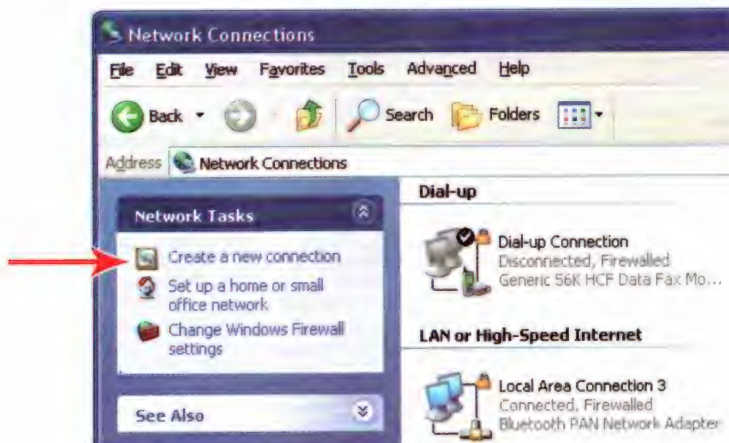 Network Connections
File Edit View Favorites Tools Advanced Help
Back Search Folders
Address Network Connections
Network Tasks
Create a new connection
Set up a home or small
office network
Change Windows Firewall
settings
See Also
Dial-up
Dial-up Connection
Disconnected, Firewalled
Generic 56K HCF Data Fax Mo...
LAN or High-Speed Internet
Local Area Connection 3
Connected, Firewalled
Bluetooth PAN Network Adapter